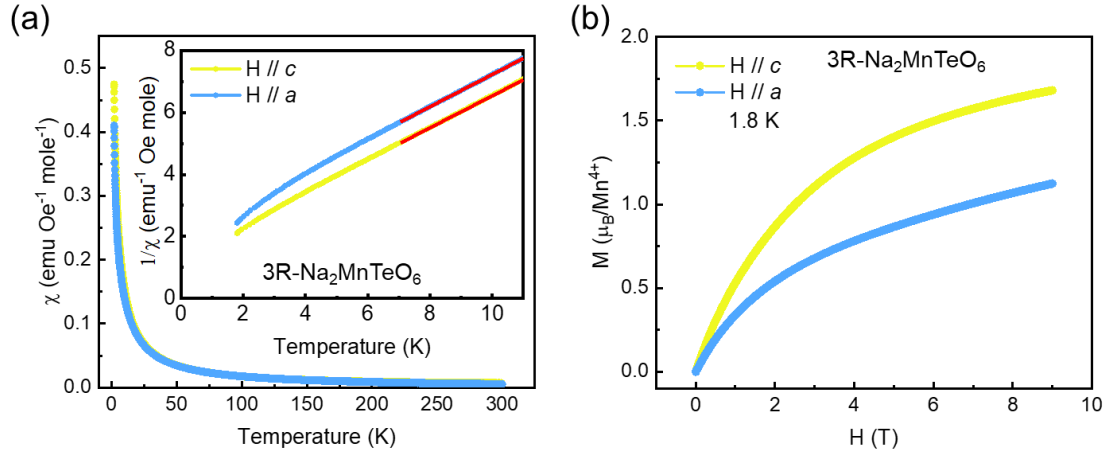 (a)
χ (emu Oe⁻¹ mole⁻¹)
0.5
0.4
0.3
0.2
0.1
0.0
0 50 100 150 200 250 300
Temperature (K)
1/χ (emu⁻¹ Oe mole)
8
6
4
2
0
H // c
H // a
3R-Na₂MnTeO₆
0 2 4 6 8 10
Temperature (K)
(b)
M (μ_B/Mn⁴⁺)
2.0
1.5
1.0
0.5
0.0
3R-Na₂MnTeO₆
H // c
H // a
1.8 K
0 2 4 6 8 10
H (T)